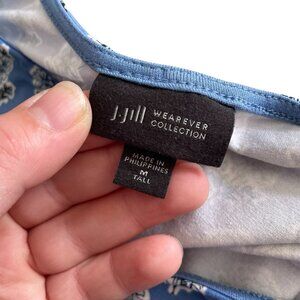 J.Jill WEAREVER
COLLECTION
MADE IN
PHILIPPINES
M
TALL